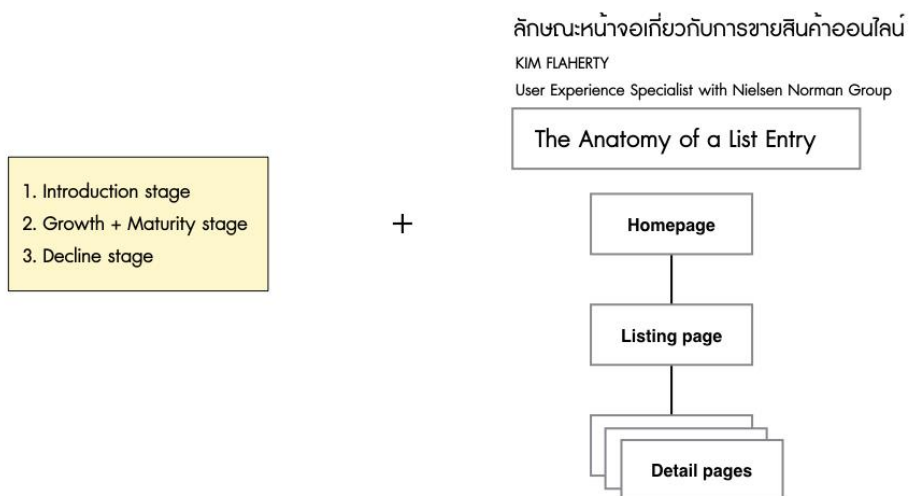 ลักษณะหน้าจอเกี่ยวกับการขายสินค้าออนไลน์
KIM FLAHERTY
User Experience Specialist with Nielsen Norman Group
The Anatomy of a List Entry
1. Introduction stage
2. Growth + Maturity stage
3. Decline stage
+
Homepage
Listing page
Detail pages